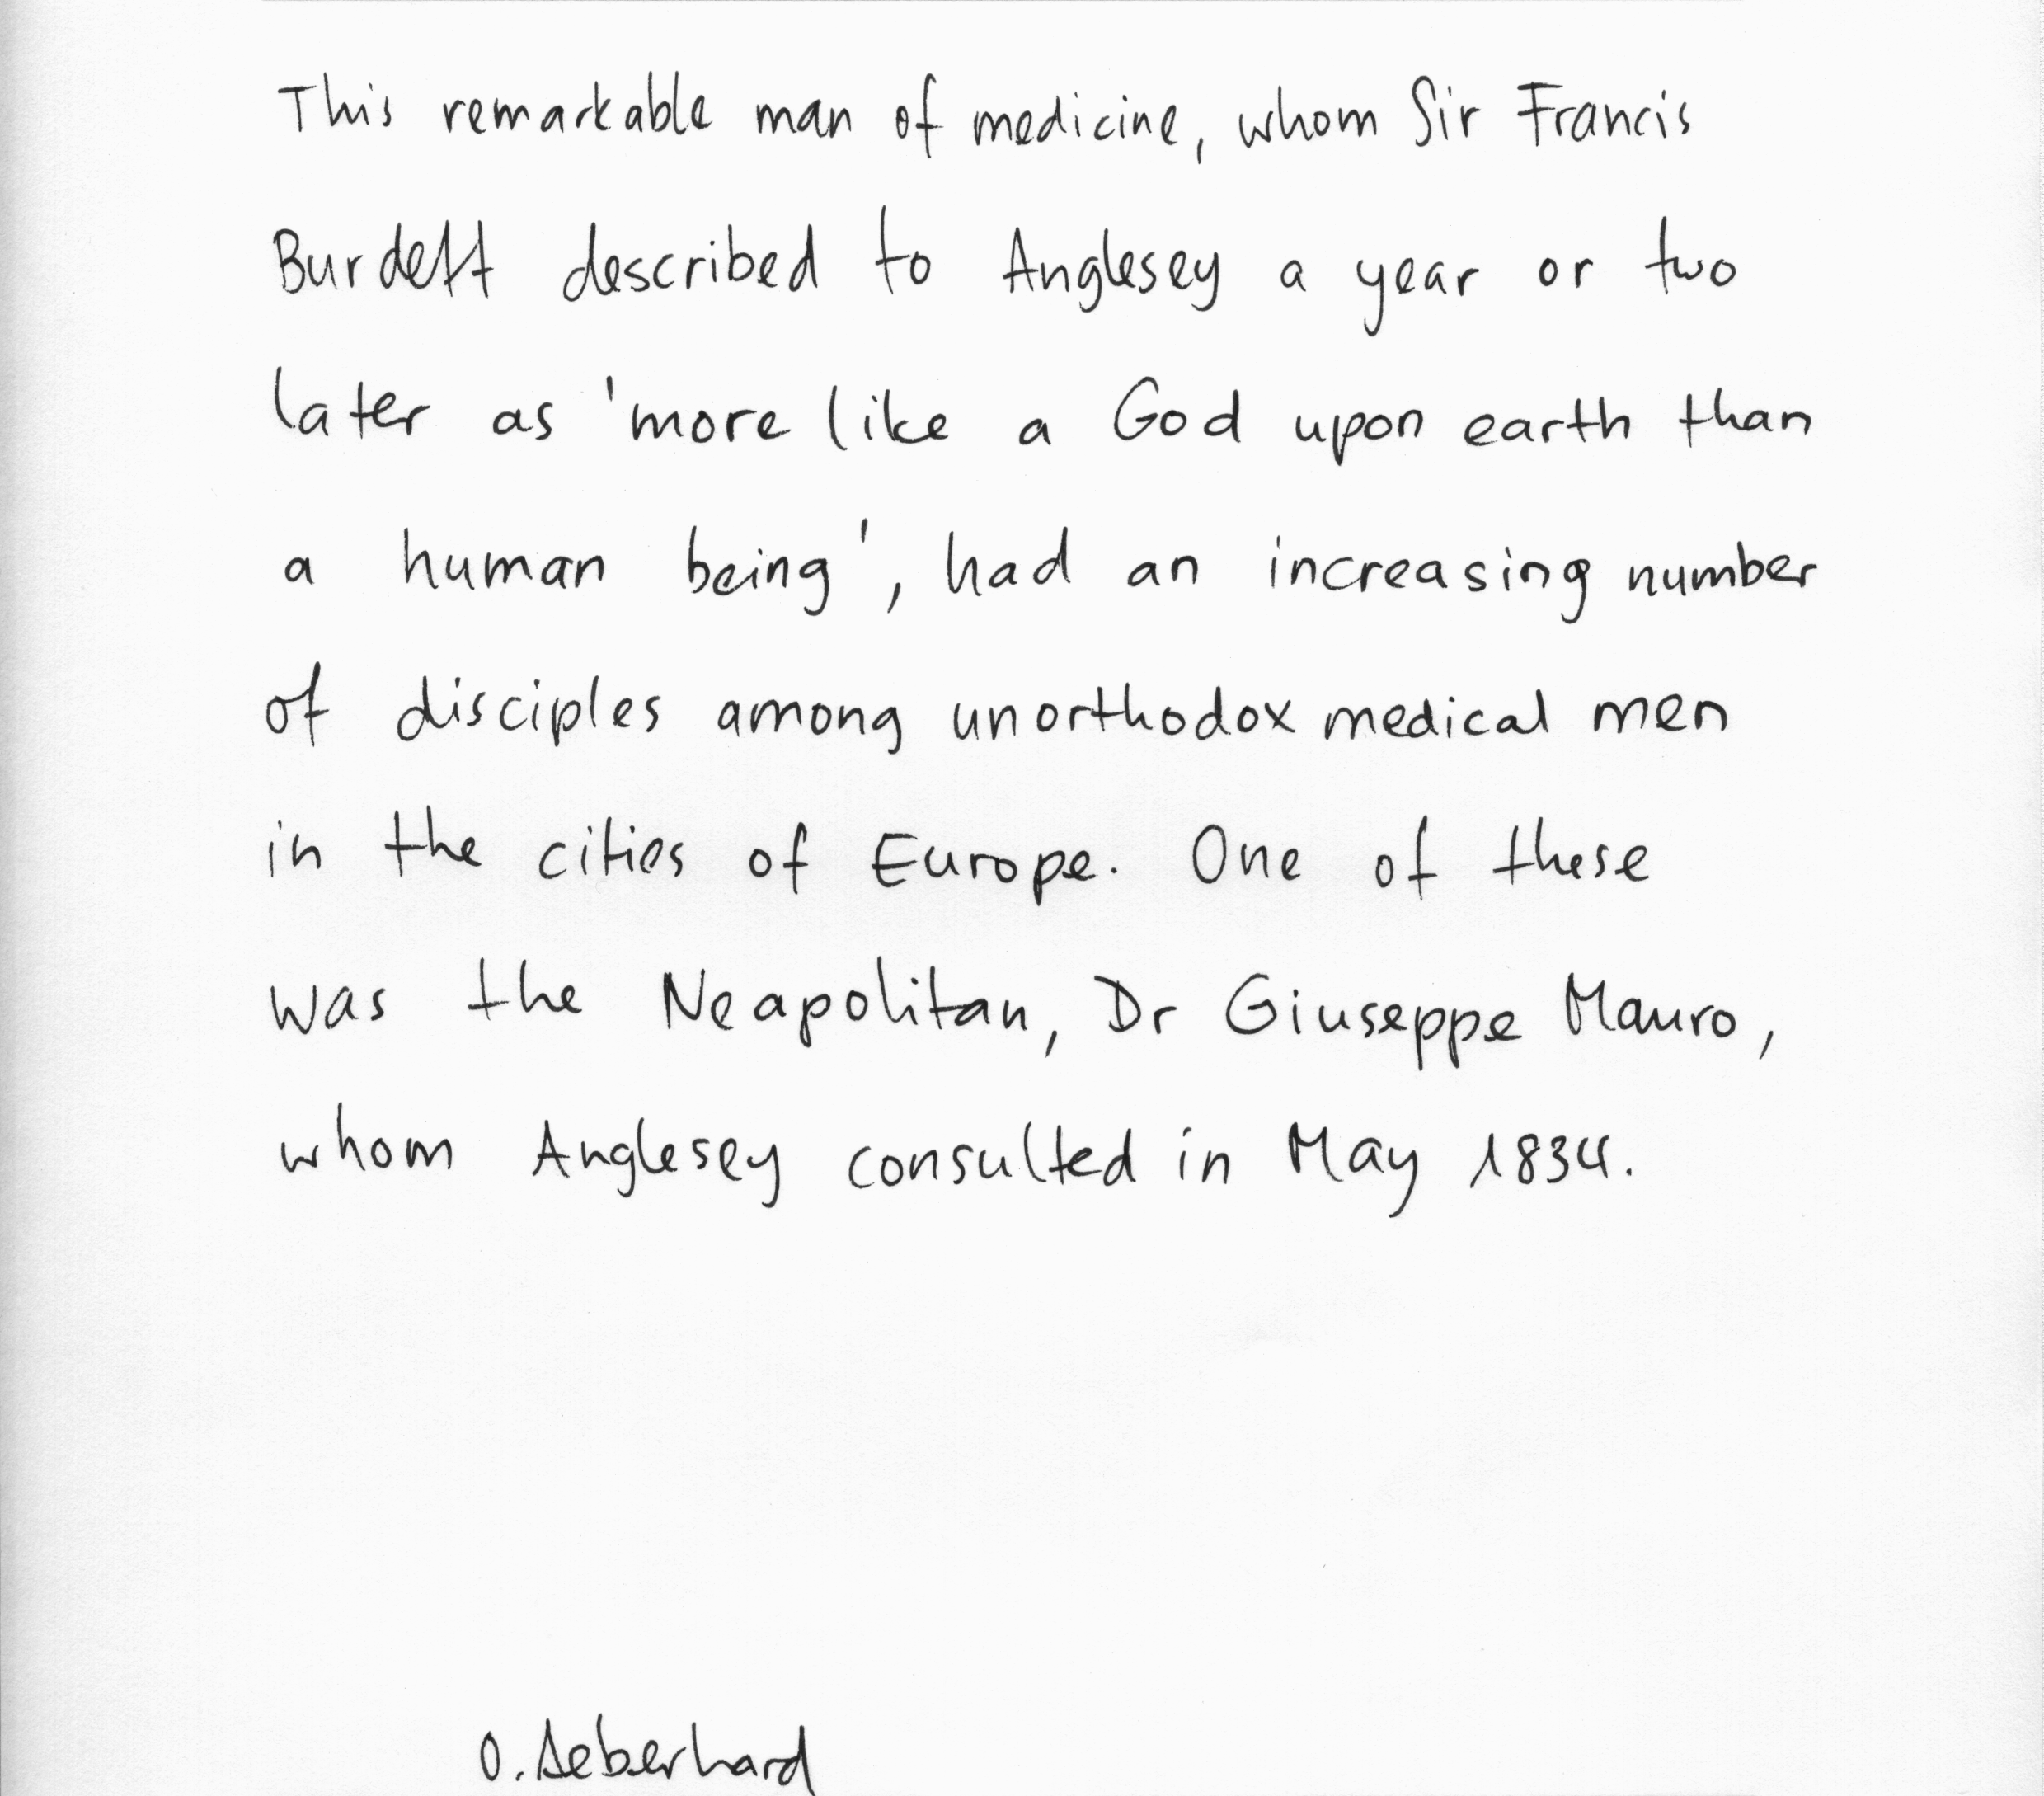 This remarkable man of medicine, whom Sir Francis
Burdett described to Anglesey a year or two
later as 'more like a God upon earth than
a human being', had an increasing number
of disciples among unorthodox medical men
in the cities of Europe. One of these
was the Neapolitan, Dr Giuseppe Mauro,
whom Anglesey consulted in May 1834.
O. Aeberhard